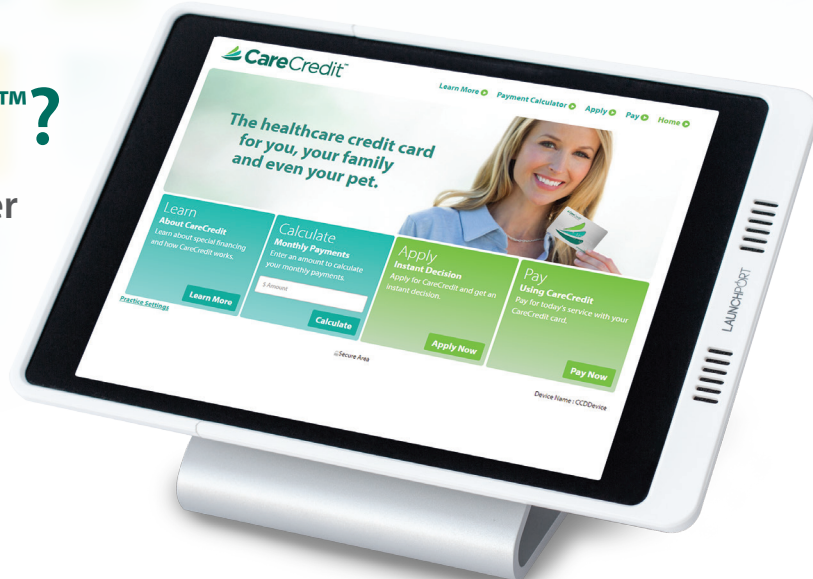 ™?
er
CareCredit™
Learn More
Payment Calculator
Apply
Pay
Home
The healthcare credit card
for you, your family
and even your pet.
Learn
About CareCredit
Learn about special financing
and how CareCredit works.
Learn More
Calculate
Monthly Payments
Enter an amount to calculate
your monthly payments.
$ Amount
Calculate
Apply
Instant Decision
Apply for CareCredit and get an
instant decision.
Apply Now
Pay
Using CareCredit
Pay for today's service with your
CareCredit card.
Pay Now
Practice Settings
Secure Area
Device Name : CCDDevice
LAUNCHPORT